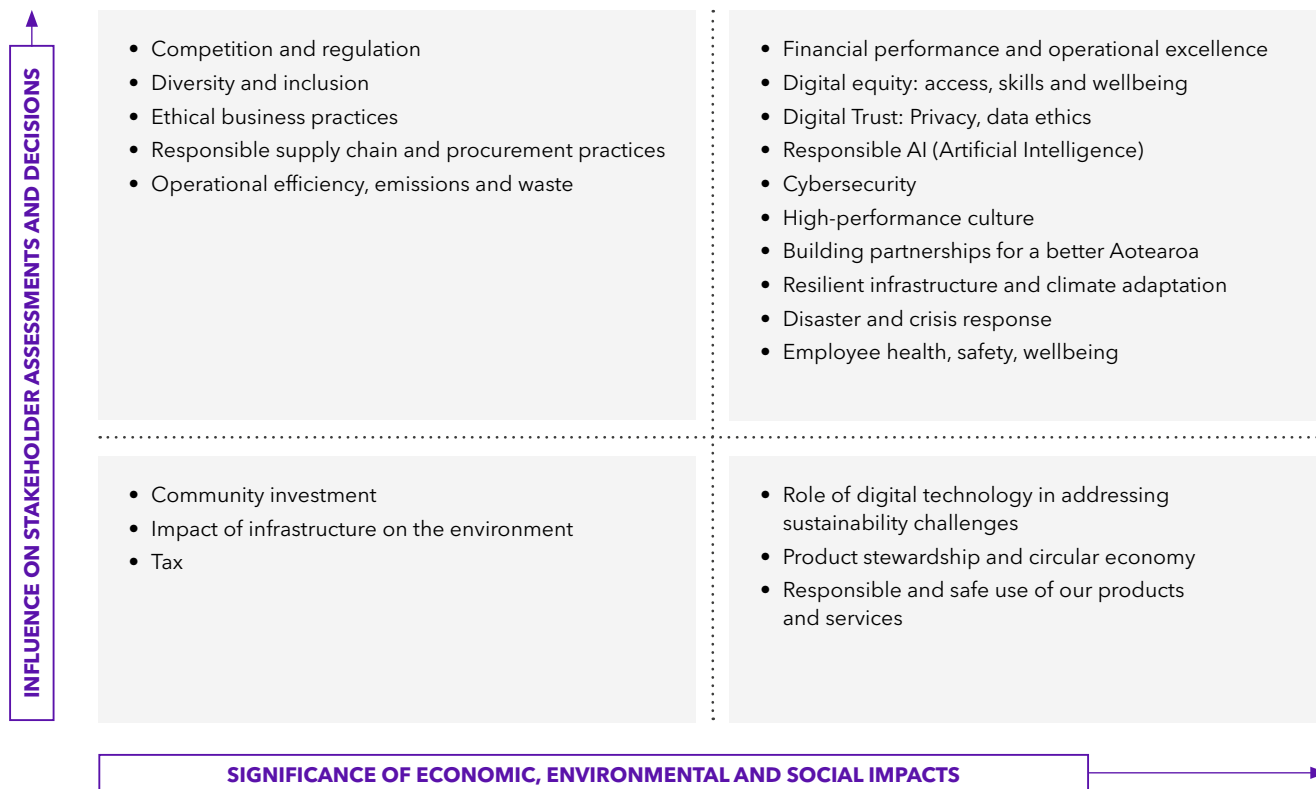 INFLUENCE ON STAKEHOLDER ASSESSMENTS AND DECISIONS
• Competition and regulation
• Diversity and inclusion
• Ethical business practices
• Responsible supply chain and procurement practices
• Operational efficiency, emissions and waste
• Financial performance and operational excellence
• Digital equity: access, skills and wellbeing
• Digital Trust: Privacy, data ethics
• Responsible AI (Artificial Intelligence)
• Cybersecurity
• High-performance culture
• Building partnerships for a better Aotearoa
• Resilient infrastructure and climate adaptation
• Disaster and crisis response
• Employee health, safety, wellbeing
• Community investment
• Impact of infrastructure on the environment
• Tax
• Role of digital technology in addressing
sustainability challenges
• Product stewardship and circular economy
• Responsible and safe use of our products
and services
SIGNIFICANCE OF ECONOMIC, ENVIRONMENTAL AND SOCIAL IMPACTS